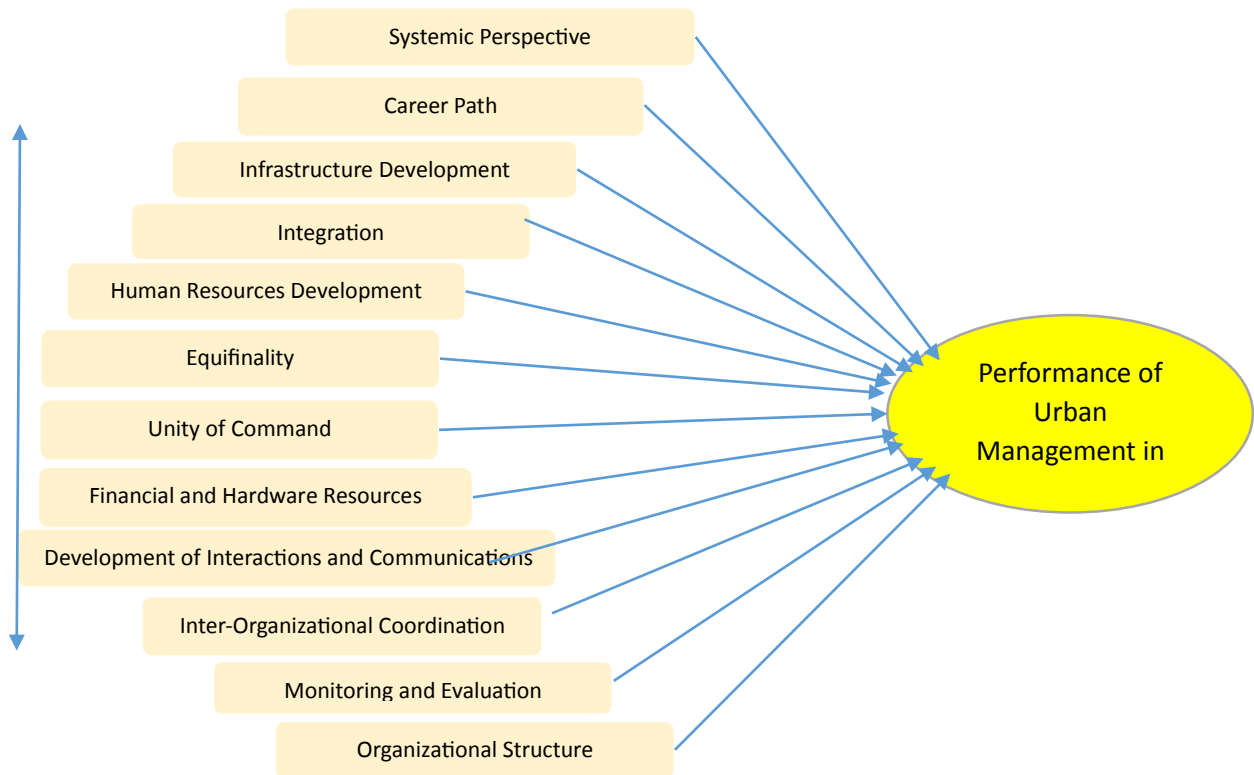 Systemic Perspective
Career Path
Infrastructure Development
Integration
Human Resources Development
Equifinality
Unity of Command
Financial and Hardware Resources
Development of Interactions and Communications
Inter-Organizational Coordination
Monitoring and Evaluation
Organizational Structure
Performance of
Urban
Management in